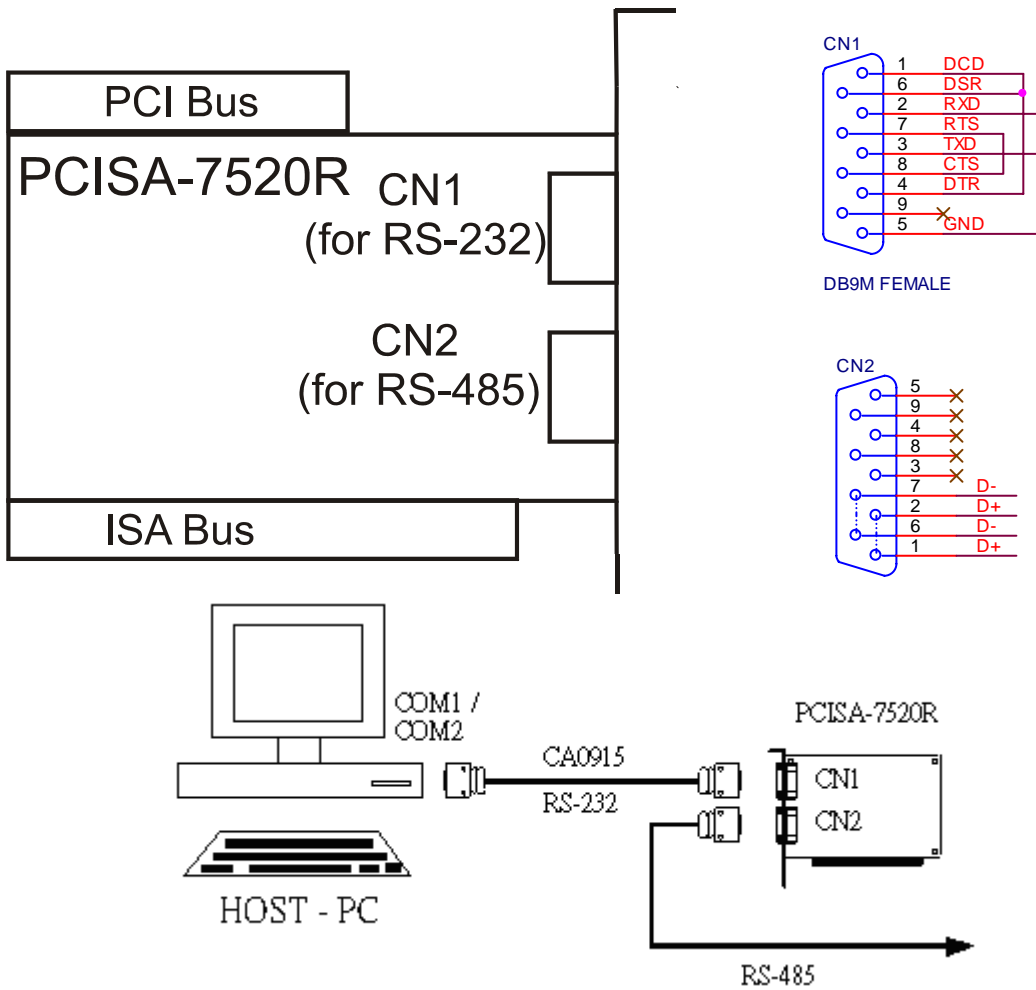 PCI Bus
PCISA-7520R
CN1
(for RS-232)
CN2
(for RS-485)
ISA Bus
CN1
1 DCD
6 DSR
2 RXD
7 RTS
3 TXD
8 CTS
4 DTR
9
5 GND
DB9M FEMALE
CN2
5
9
4
8
3
7 D-
2 D+
6 D-
1 D+
COM1 /
COM2
CA0915
RS-232
HOST - PC
PCISA-7520R
CN1
CN2
RS-485